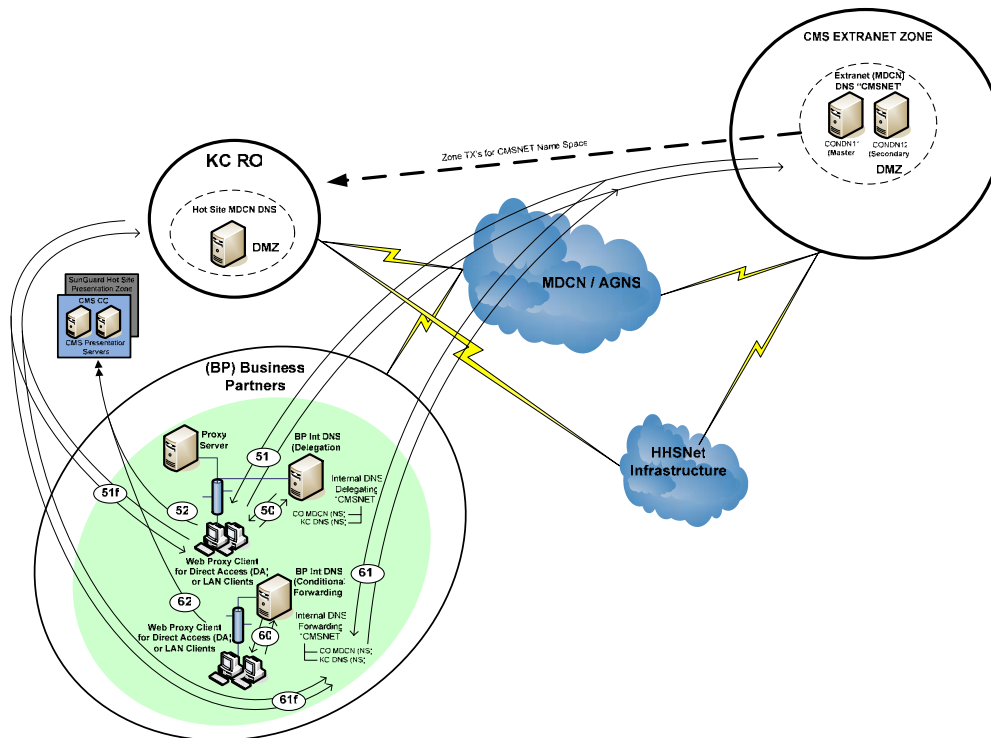 CMS EXTRANET ZONE
Extranet (MDCN)
DNS "CMSNET"
CONDN11
(Master
CONDN12
(Secondary
DMZ
Zone TX's for CMSNET Name Space
KC RO
Hot Site MDCN DNS
DMZ
MDCN / AGNS
SunGuard Hot Site
Presentation Zone
CMS CC
CMS Presentation
Servers
(BP) Business
Partners
HHSNet
Infrastructure
Proxy
Server
BP Int DNS
(Delegation
51
Internal DNS
Delegating
"CMSNET
CO MDCN (NS)
KC DNS (NS)
51f
52
50
Web Proxy Client
for Direct Access (DA)
or LAN Clients
BP Int DNS
(Conditional
Forwarding
61
62
Internal DNS
Forwarding
"CMSNET
CO MDCN (NS)
KC DNS (NS)
Web Proxy Client
for Direct Access (DA)
or LAN Clients
60
61f